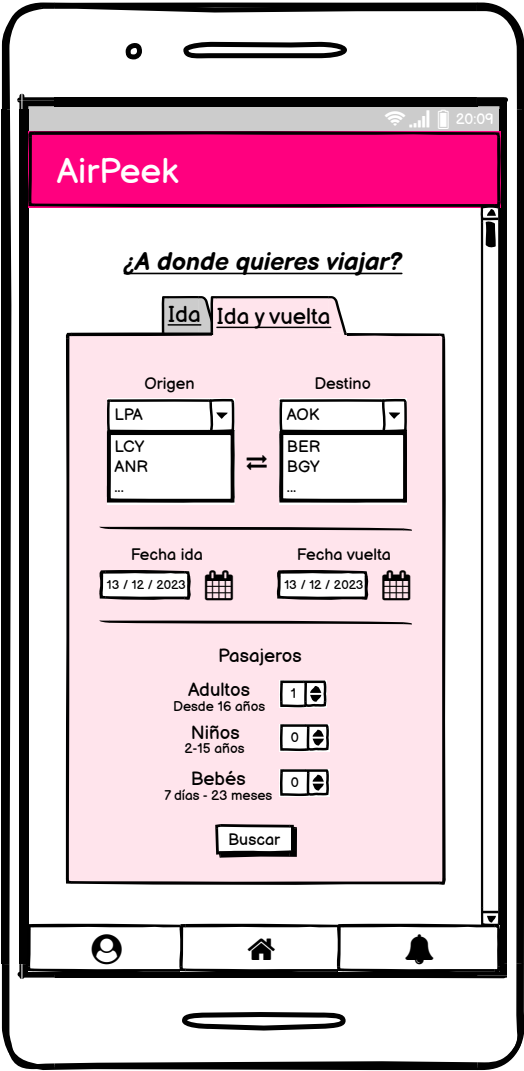 20:09
AirPeek
¿A donde quieres viajar?
Ida
Ida y vuelta
Origen
Destino
LPA
AOK
LCY
ANR
...
BER
BGY
...
Fecha ida
Fecha vuelta
13 / 12 / 2023
13 / 12 / 2023
Pasajeros
Adultos
Desde 16 años
1
Niños
2-15 años
0
Bebés
7 días - 23 meses
0
Buscar